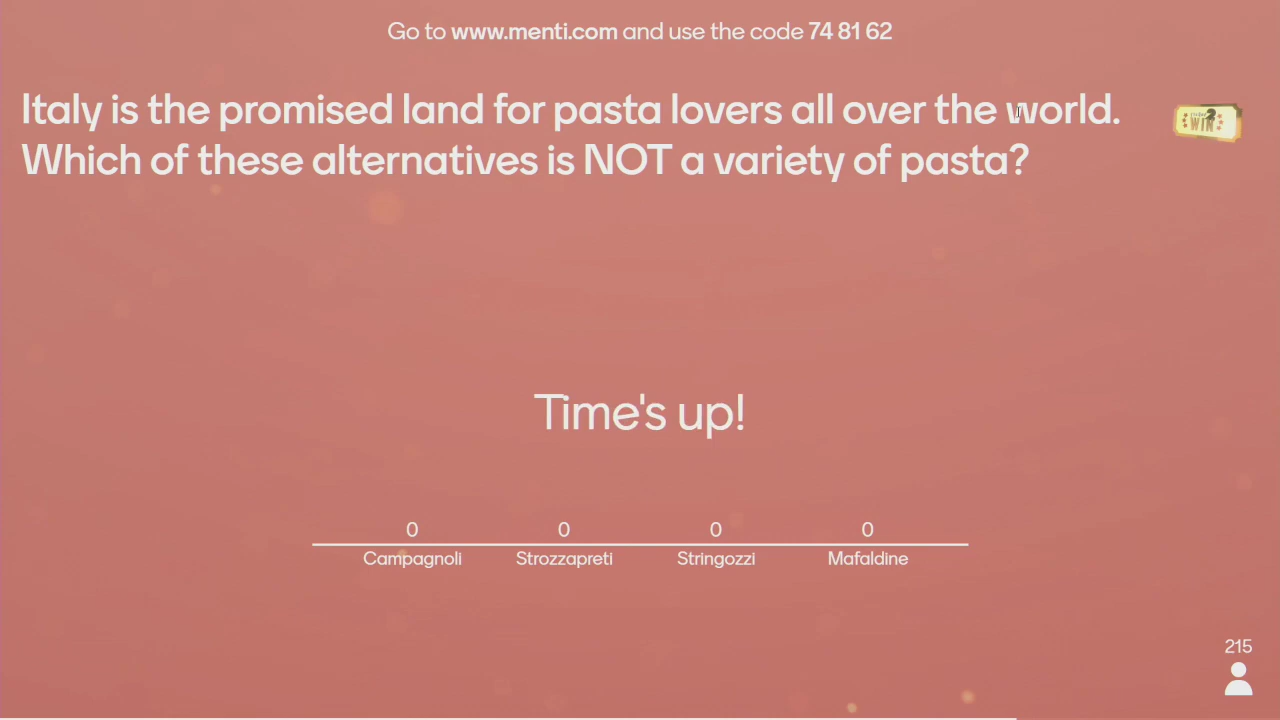 Go to www.menti.com and use the code 74 81 62
Italy is the promised land for pasta lovers all over the world.
Which of these alternatives is NOT a variety of pasta?
WIN
Time's up!
0 0 0 0
Campagnoli Strozzapreti Stringozzi Mafaldine
215